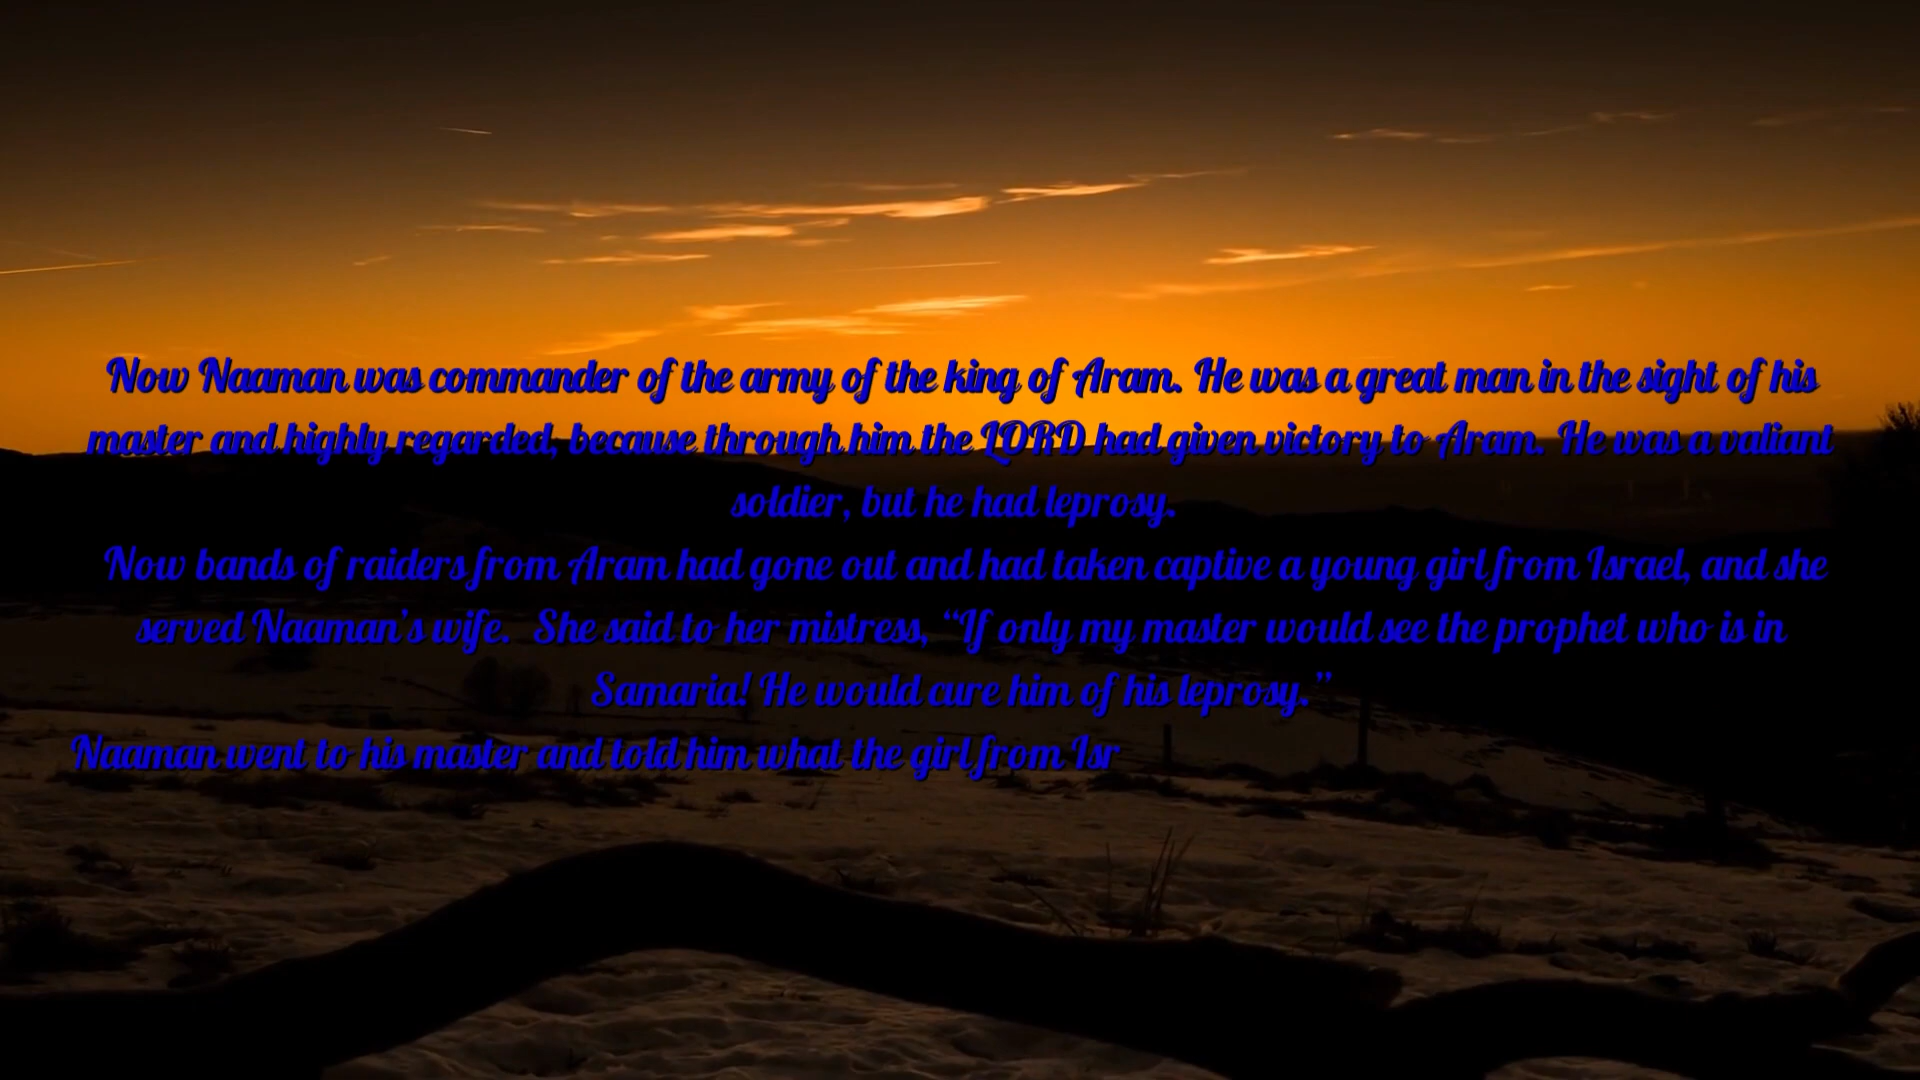 Now Naaman was commander of the army of the king of Aram. He was a great man in the sight of his
master and highly regarded, because through him the LORD had given victory to Aram. He was a valiant
soldier, but he had leprosy.
Now bands of raiders from Aram had gone out and had taken captive a young girl from Israel, and she
served Naaman’s wife.  She said to her mistress, “If only my master would see the prophet who is in
Samaria! He would cure him of his leprosy.”
Naaman went to his master and told him what the girl from Isr